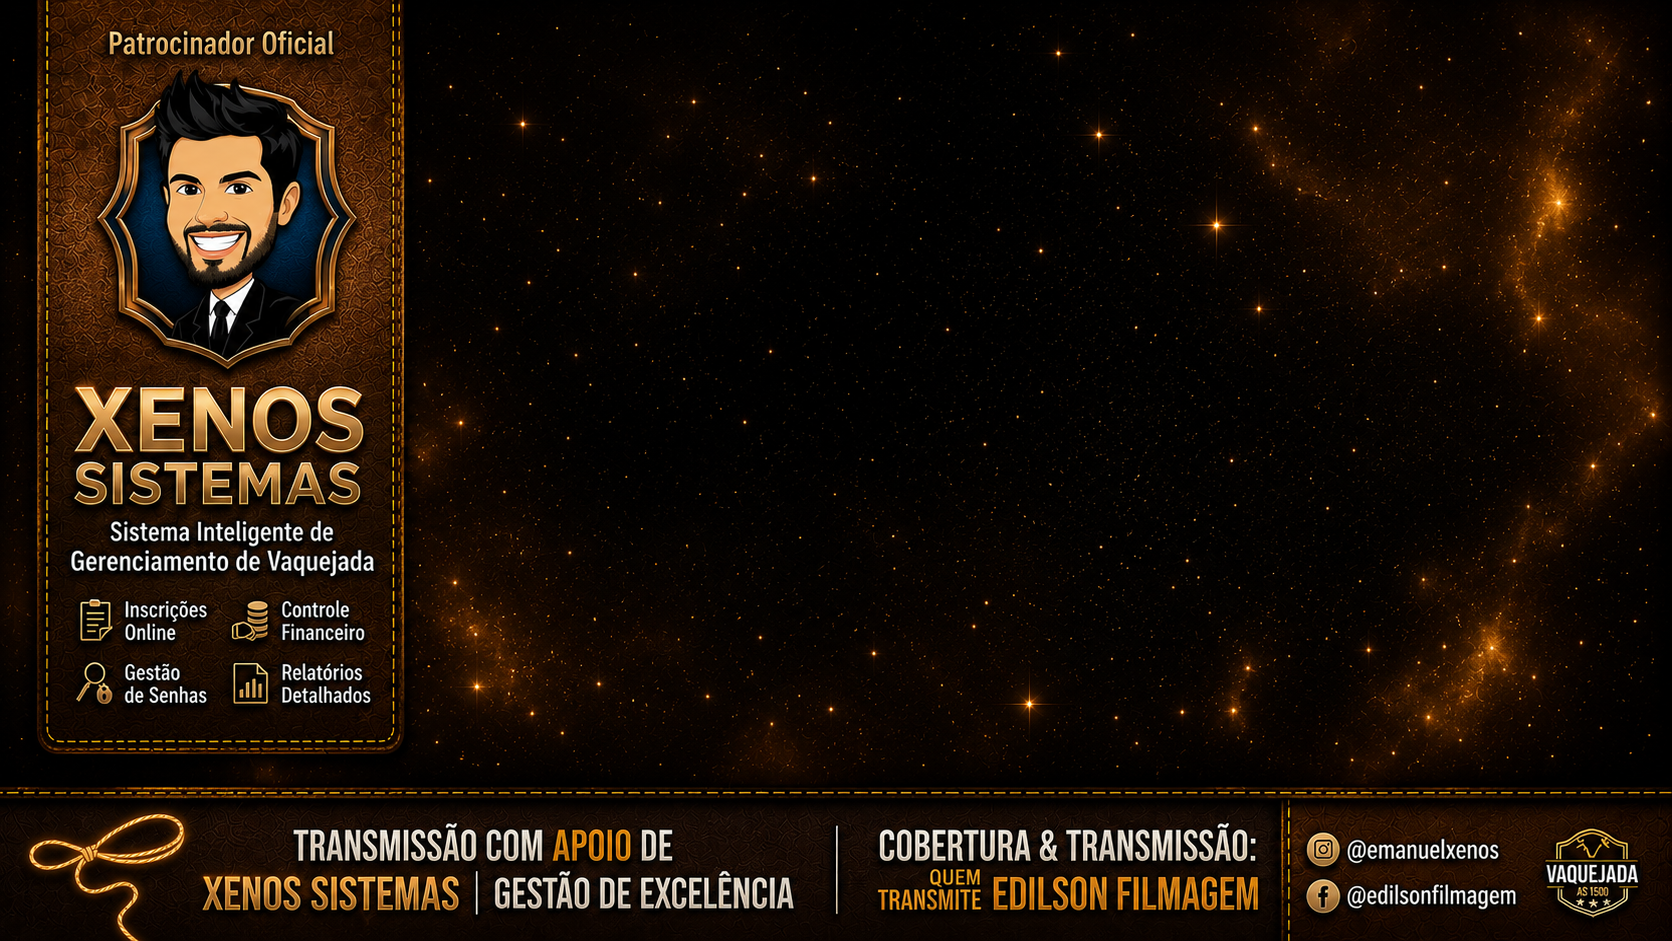 Patrocinador Oficial
XENOS
SISTEMAS
Sistema Inteligente de
Gerenciamento de Vaquejada
Inscrições
Online
Controle
Financeiro
Gestão
de Senhas
Relatórios
Detalhados
TRANSMISSÃO COM APOIO DE
XENOS SISTEMAS | GESTÃO DE EXCELÊNCIA
COBERTURA & TRANSMISSÃO:
QUEM
TRANSMITE EDILSON FILMAGEM
@emanuelxenos
@edilsonfilmagem
VAQUEJADA
AS 1500